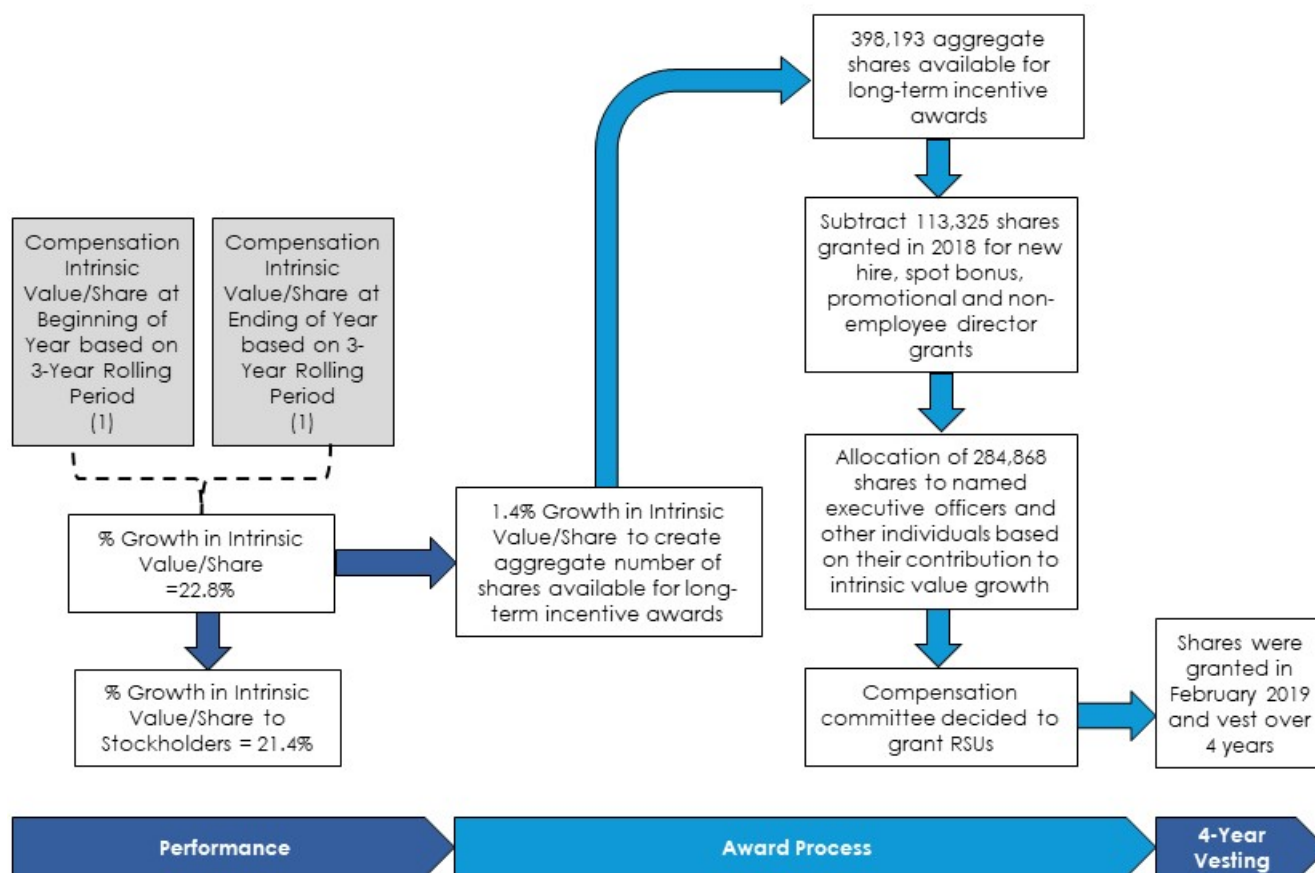 Compensation
Intrinsic
Value/Share at
Beginning of
Year based on
3-Year Rolling
Period
(1)
Compensation
Intrinsic
Value/Share at
Ending of Year
based on 3-
Year Rolling
Period
(1)
% Growth in Intrinsic
Value/Share
=22.8%
% Growth in Intrinsic
Value/Share to
Stockholders = 21.4%
1.4% Growth in Intrinsic
Value/Share to create
aggregate number of
shares available for long-
term incentive awards
398,193 aggregate
shares available for
long-term incentive
awards
Subtract 113,325 shares
granted in 2018 for new
hire, spot bonus,
promotional and non-
employee director
grants
Allocation of 284,868
shares to named
executive officers and
other individuals based
on their contribution to
intrinsic value growth
Compensation
committee decided to
grant RSUs
Shares were
granted in
February 2019
and vest over
4 years
Performance
Award Process
4-Year
Vesting